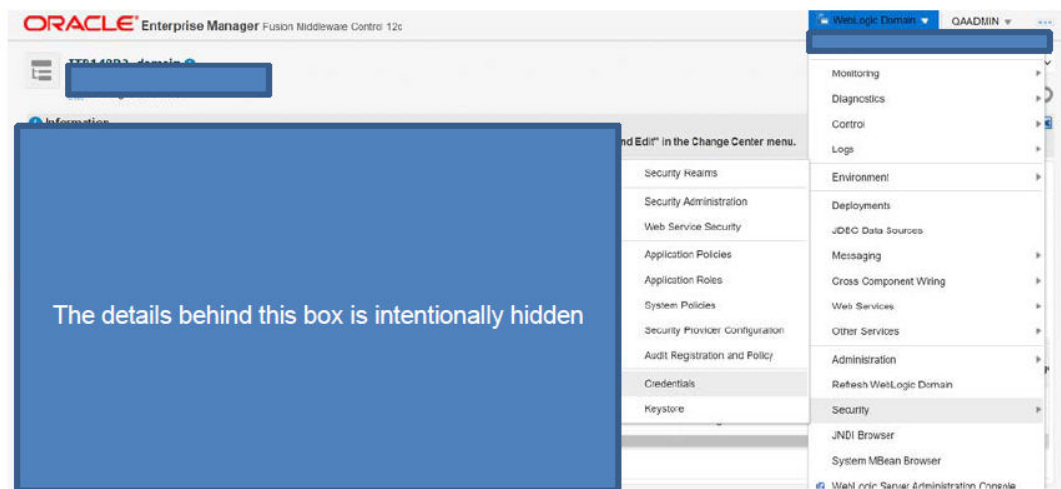 ORACLE Enterprise Manager Fusion Middleware Control 12c
WebLogic Domain
QAADMIN
Information
nd Edit" in the Change Center menu.
The details behind this box is intentionally hidden
Security Realms
Security Administration
Web Service Security
Application Policies
Application Roles
System Policies
Security Provider Configuration
Audit Registration and Policy
Credentials
Keystore
Monitoring
Diagnostics
Control
Logs
Environment
Deployments
JDBC Data Sources
Messaging
Cross Component Wiring
Web Services
Other Services
Administration
Refresh WebLogic Domain
Security
JNDI Browser
System MBean Browser
WebLogic Server Administration Console